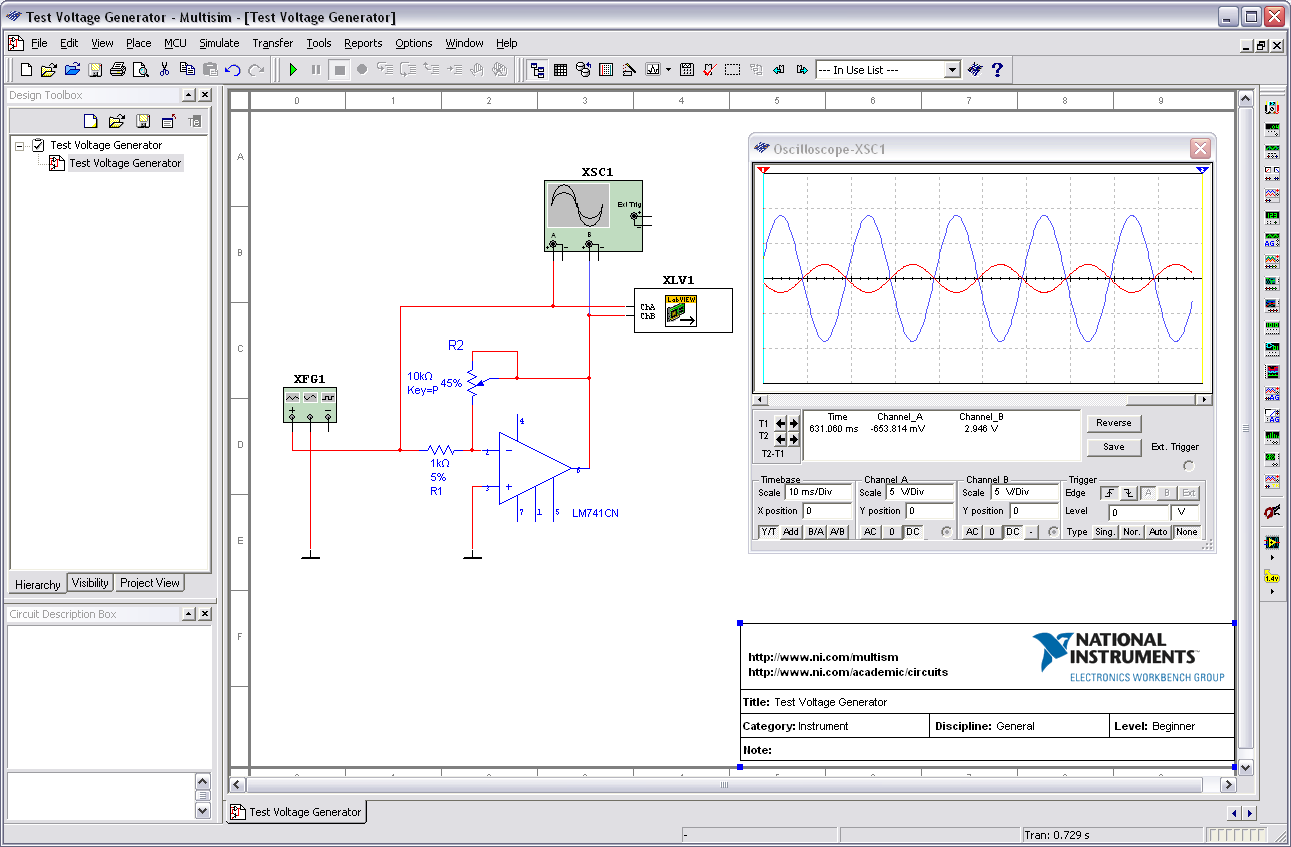 Test Voltage Generator - Multisim - [Test Voltage Generator]
File Edit View Place MCU Simulate Transfer Tools Reports Options Window Help
--- In Use List ---
Design Toolbox
Test Voltage Generator
Test Voltage Generator
Hierarchy Visibility Project View
Circuit Description Box
0 1 2 3 4 5 6 7 8 9
A
B
C
D
E
F
XSC1
Ext Trig
A B
XLV1
ChA
ChB
LabVIEW
XFG1
R2
10kΩ
45%
Key=P
1kΩ
5%
R1
4
2
3
6
7 1 5
LM741CN
Oscilloscope-XSC1
T1
T2
T2-T1
Time Channel_A Channel_B
631.060 ms -653.814 mV 2.946 V
Reverse
Save
Ext. Trigger
Timebase
Scale 10 ms/Div
X position 0
Y/T Add B/A A/B
Channel A
Scale 5 V/Div
Y position 0
AC 0 DC
Channel B
Scale 5 V/Div
Y position 0
AC 0 DC -
Trigger
Edge A B Ext
Level 0 V
Type Sing. Nor. Auto None
http://www.ni.com/multism
http://www.ni.com/academic/circuits
NATIONAL
INSTRUMENTS™
ELECTRONICS WORKBENCH GROUP
Title: Test Voltage Generator
Category: Instrument Discipline: General Level: Beginner
Note:
Test Voltage Generator
- Tran: 0.729 s